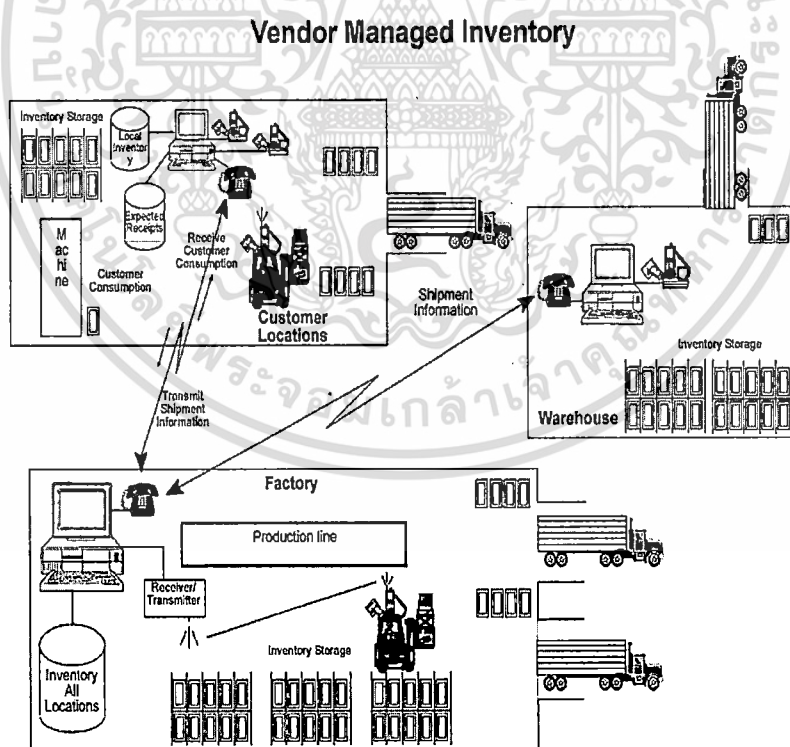 Vendor Managed Inventory
Inventory Storage
Local
Inventor
y
Expected
Receipts
M
ac
hi
ne
Customer
Consumption
Receive
Customer
Consumption
Customer
Locations
Shipment
Information
Inventory Storage
Warehouse
Transmit
Shipment
Information
Factory
Production line
Receiver/
Transmitter
Inventory Storage
Inventory
All
Locations